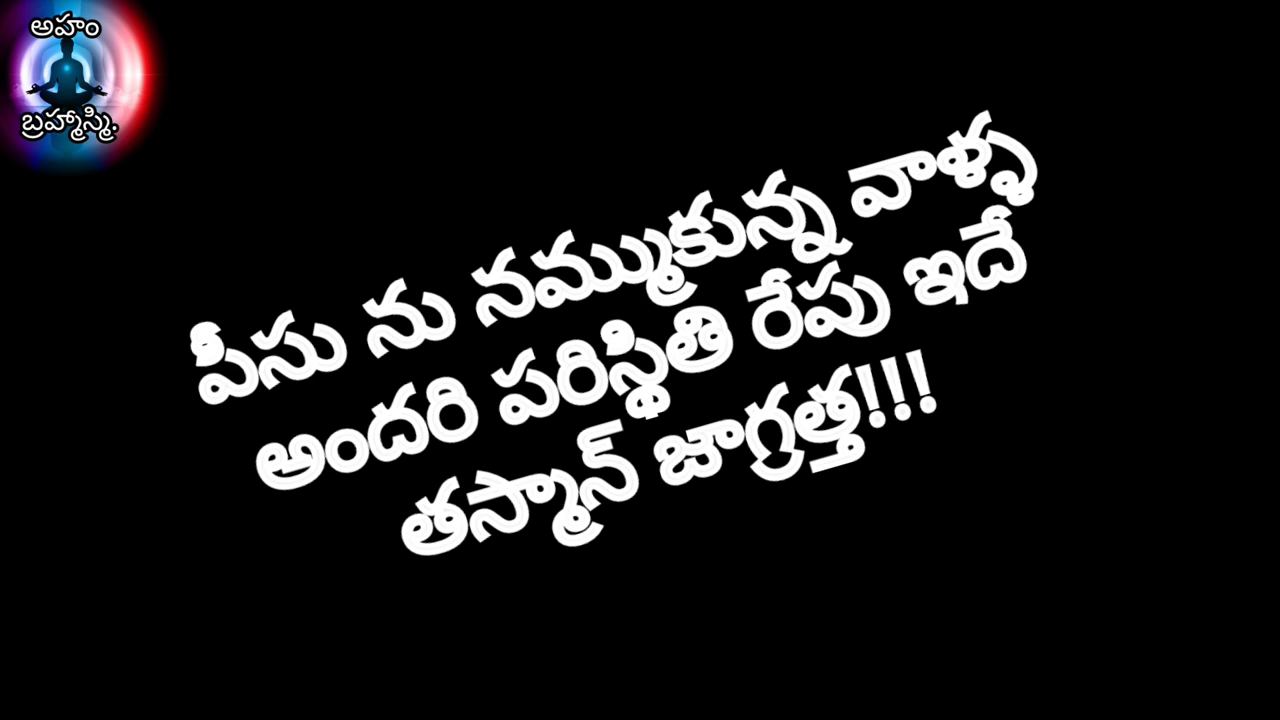 అహం
బ్రహ్మాస్మి.
పీసు ను నమ్ముకున్న వాళ్ళ
అందరి పరిస్థితి రేపు ఇదే
తస్మాన్ జాగ్రత్త!!!